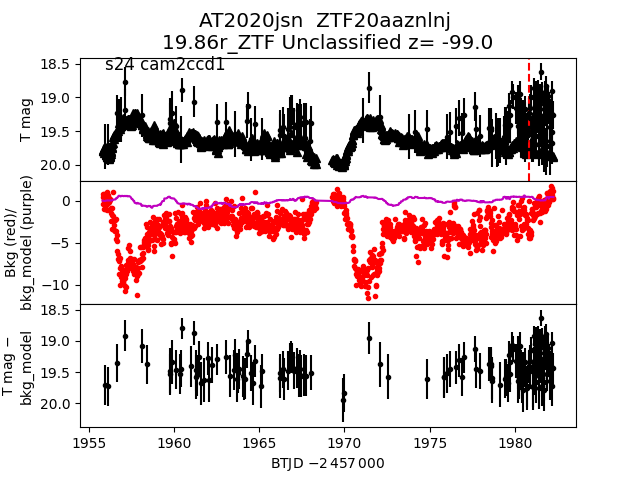 AT2020jsn  ZTF20aaznlnj
19.86r_ZTF Unclassified z= -99.0
s24 cam2ccd1
T mag
18.5
19.0
19.5
20.0
Bkg (red)/
bkg_model (purple)
0
−5
−10
T mag −
bkg_model
18.5
19.0
19.5
20.0
1955
1960
1965
1970
1975
1980
BTJD −2 457 000